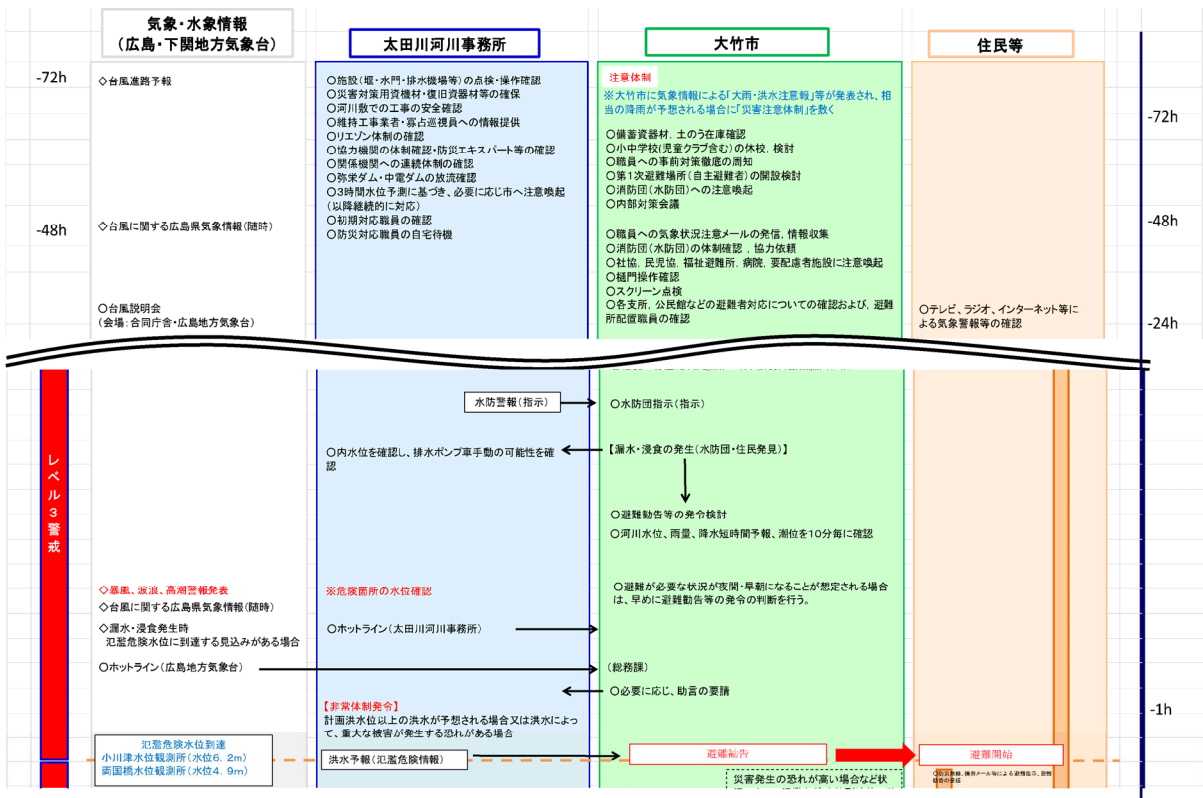 気象・水象情報
（広島・下関地方気象台）
太田川河川事務所
大竹市
住民等
-72h
-48h
◇台風進路予報
◇台風に関する広島県気象情報（随時）
○台風説明会
（会場：合同庁舎・広島地方気象台）
○施設（堰・水門・排水機場等）の点検・操作確認
○災害対策用資機材・復旧資器材等の確保
○河川敷での工事の安全確認
○維持工事業者・寡占巡視員への情報提供
○リエゾン体制の確認
○協力機関の体制確認・防災エキスパート等の確認
○関係機関への連続体制の確認
○弥栄ダム・中電ダムの放流確認
○3時間水位予測に基づき、必要に応じ市へ注意喚起
（以降継続的に対応）
○初期対応職員の確認
○防災対応職員の自宅待機
注意体制
※大竹市に気象情報による「大雨・洪水注意報」等が発表され、相
当の降雨が予想される場合に「災害注意体制」を敷く
○備蓄資器材，土のう在庫確認
○小中学校（児童クラブ含む）の休校，検討
○職員への事前対策徹底の周知
○第1次避難場所（自主避難者）の開設検討
○消防団（水防団）への注意喚起
○内部対策会議
○職員への気象状況注意メールの発信，情報収集
○消防団（水防団）の体制確認 ，協力依頼
○社協，民児協，福祉避難所，病院，要配慮者施設に注意喚起
○樋門操作確認
○スクリーン点検
○各支所，公民館などの避難者対応についての確認および，避難
所配置職員の確認
○テレビ、ラジオ、インターネット等に
よる気象警報等の確認
-72h
-48h
-24h
レベル3警戒
水防警報（指示）
○水防団指示（指示）
○内水位を確認し、排水ポンプ車手動の可能性を確
認
【漏水・浸食の発生（水防団・住民発見）】
○避難勧告等の発令検討
○河川水位、雨量、降水短時間予報、潮位を10分毎に確認
◇暴風、波浪、高潮警報発表
※危険箇所の水位確認
○避難が必要な状況が夜間・早朝になることが想定される場合
は、早めに避難勧告等の発令の判断を行う。
◇台風に関する広島県気象情報（随時）
◇漏水・浸食発生時
氾濫危険水位に到達する見込みがある場合
○ホットライン（太田川河川事務所）
○ホットライン（広島地方気象台）
（総務課）
○必要に応じ、助言の要請
【非常体制発令】
計画洪水位以上の洪水が予想される場合又は洪水によっ
て、重大な被害が発生する恐れがある場合
-1h
氾濫危険水位到達
小川津水位観測所（水位6．2m）
両国橋水位観測所（水位4．9m）
洪水予報（氾濫危険情報）
避難勧告
避難開始
災害発生の恐れが高い場合など状